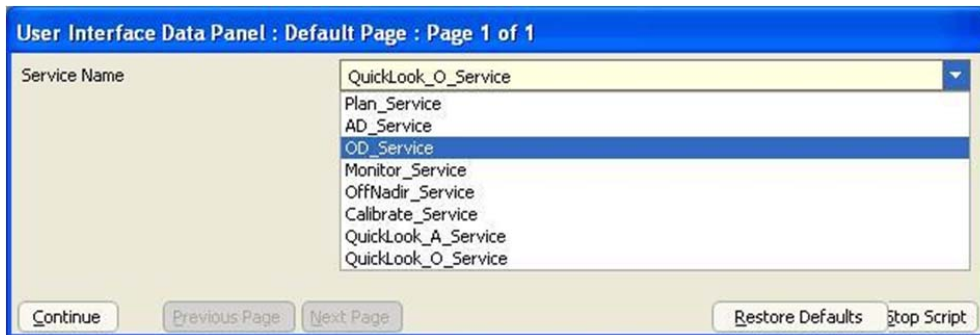 User Interface Data Panel : Default Page : Page 1 of 1
Service Name QuickLook_O_Service
Plan_Service
AD_Service
OD_Service
Monitor_Service
OffNadir_Service
Calibrate_Service
QuickLook_A_Service
QuickLook_O_Service
Continue Previous Page Next Page Restore Defaults Stop Script